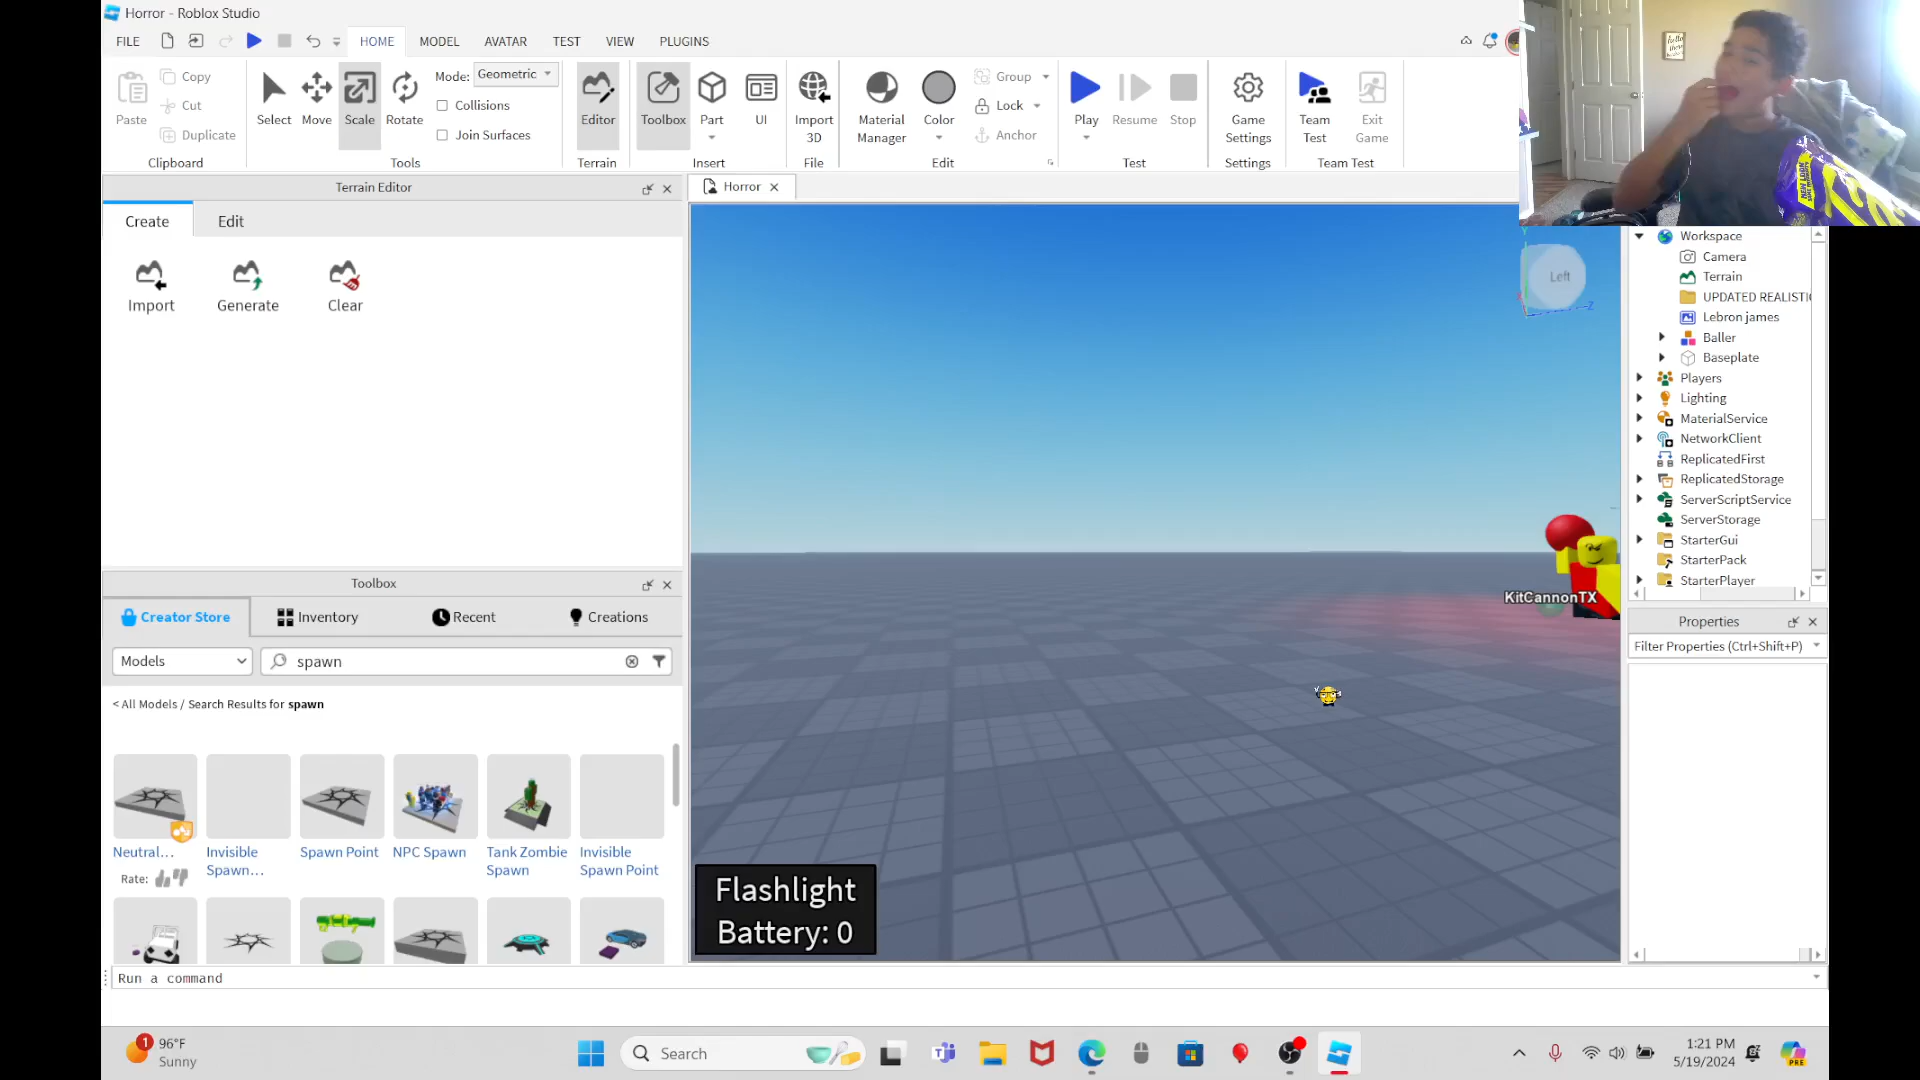 Horror - Roblox Studio
FILE
HOME
MODEL
AVATAR
TEST
VIEW
PLUGINS
Paste
Copy
Cut
Duplicate
Clipboard
Select
Move
Scale
Rotate
Mode:
Geometric
Collisions
Join Surfaces
Tools
Editor
Terrain
Toolbox
Part
UI
Insert
Import
3D
File
Material
Manager
Color
Group
Lock
Anchor
Edit
Play
Resume
Stop
Test
Game
Settings
Settings
Team
Test
Exit
Game
Team Test
Terrain Editor
Create
Edit
Import
Generate
Clear
Horror
Left
KitCannonTX
Flashlight
Battery: 0
Toolbox
Creator Store
Inventory
Recent
Creations
Models
spawn
< All Models / Search Results for spawn
Neutral...
Rate:
Invisible
Spawn...
Spawn Point
NPC Spawn
Tank Zombie
Spawn
Invisible
Spawn Point
Workspace
Camera
Terrain
UPDATED REALISTI
Lebron james
Baller
Baseplate
Players
Lighting
MaterialService
NetworkClient
ReplicatedFirst
ReplicatedStorage
ServerScriptService
ServerStorage
StarterGui
StarterPack
StarterPlayer
Properties
Filter Properties (Ctrl+Shift+P)
Run a command
1
96°F
Sunny
Search
1:21 PM
5/19/2024
PRE
NEW LOOK